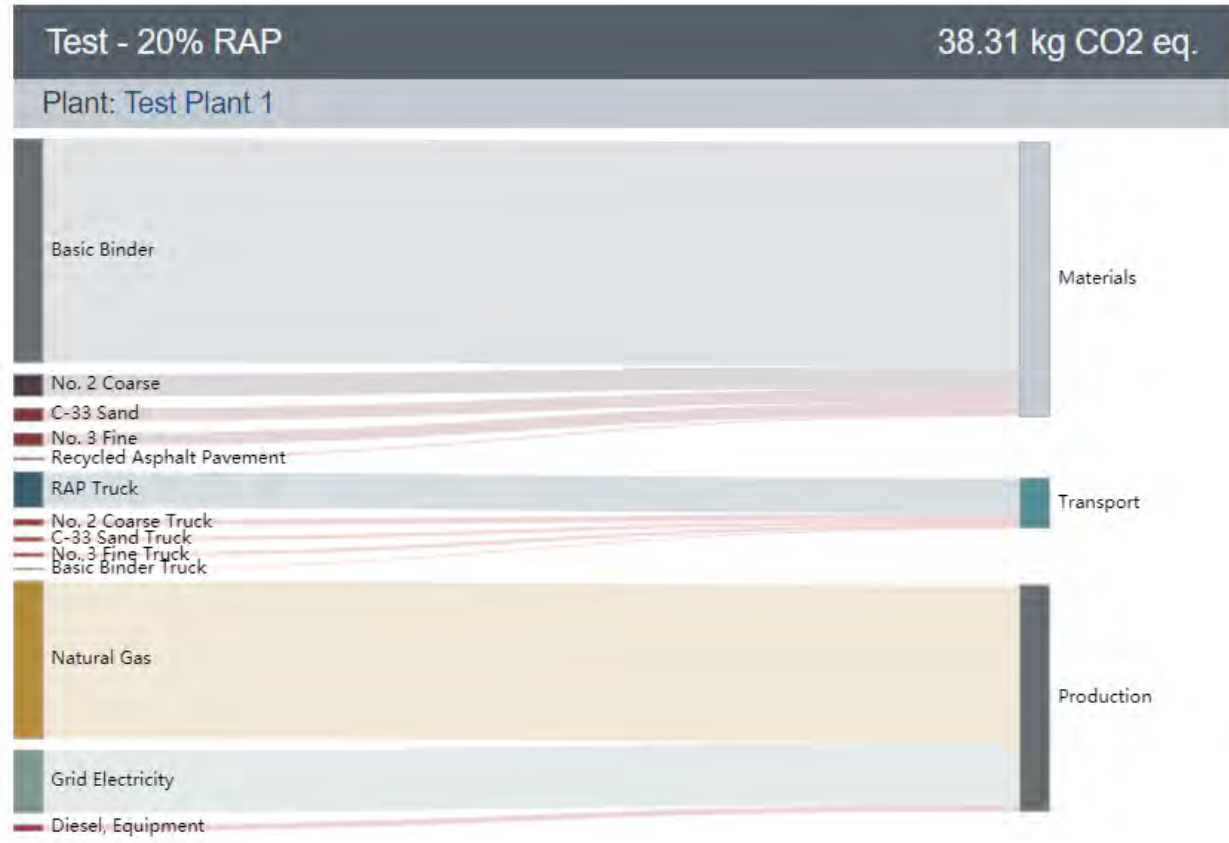 Test - 20% RAP 38.31 kg CO2 eq.
Plant: Test Plant 1
Basic Binder
Materials
No. 2 Coarse
C-33 Sand
No. 3 Fine
Recycled Asphalt Pavement
RAP Truck
Transport
No. 2 Coarse Truck
C-33 Sand Truck
No. 3 Fine Truck
Basic Binder Truck
Natural Gas
Production
Grid Electricity
Diesel, Equipment